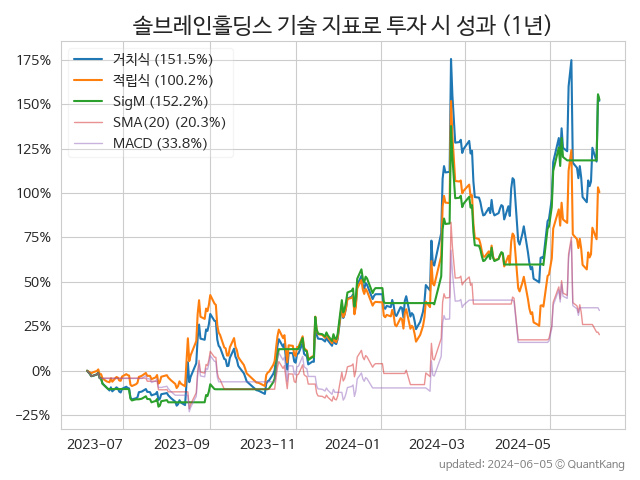 솔브레인홀딩스 기술 지표로 투자 시 성과 (1년)
거치식 (151.5%)
적립식 (100.2%)
SigM (152.2%)
SMA(20) (20.3%)
MACD (33.8%)
175%
150%
125%
100%
75%
50%
25%
0%
−25%
2023-07 2023-09 2023-11 2024-01 2024-03 2024-05
updated: 2024-06-05 © QuantKang